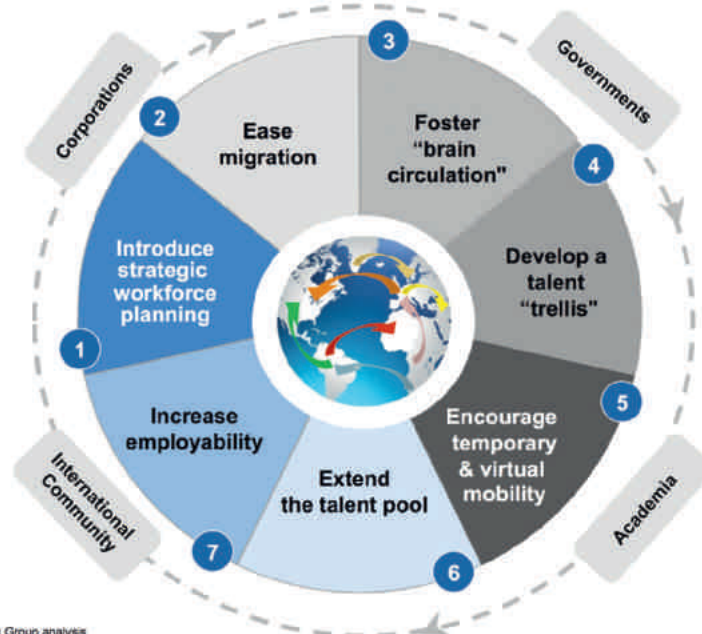 Corporations
Governments
Academia
International
Community
1
Introduce
strategic
workforce
planning
2
Ease
migration
3
Foster
“brain
circulation"
4
Develop a
talent
“trellis"
5
Encourage
temporary
& virtual
mobility
6
Extend
the talent pool
7
Increase
employability
Group analysis